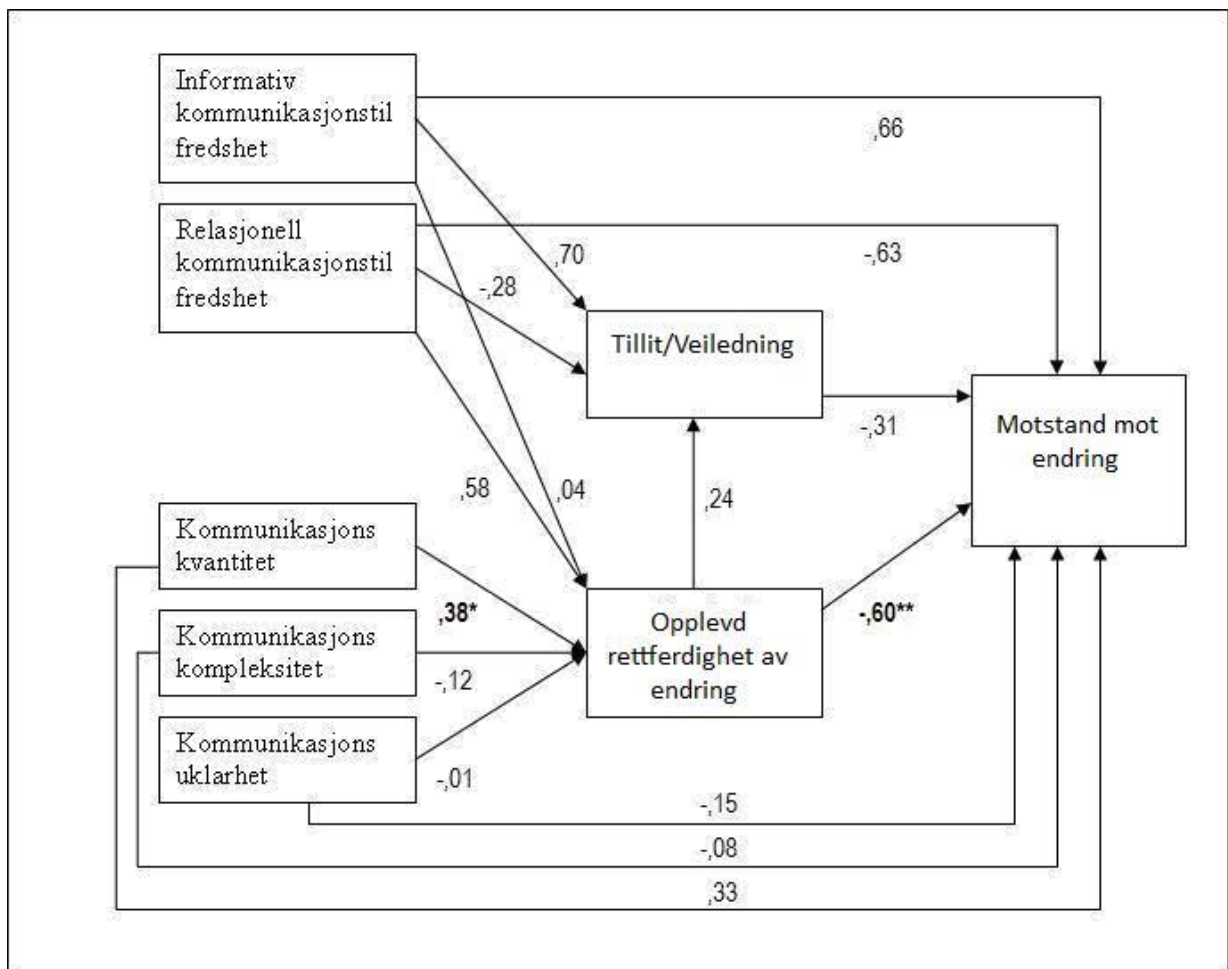 Informativ
kommunikasjonstil
fredshet
,66
Relasjonell
kommunikasjonstil
fredshet
-,63
,70
-,28
Tillit/Veiledning
-,31
Motstand mot
endring
,58
,04
,24
Kommunikasjons
kvantitet
,38*
-,60**
Kommunikasjons
kompleksitet
-,12
Opplevd
rettferdighet av
endring
Kommunikasjons
uklarhet
-,01
-,15
-,08
,33